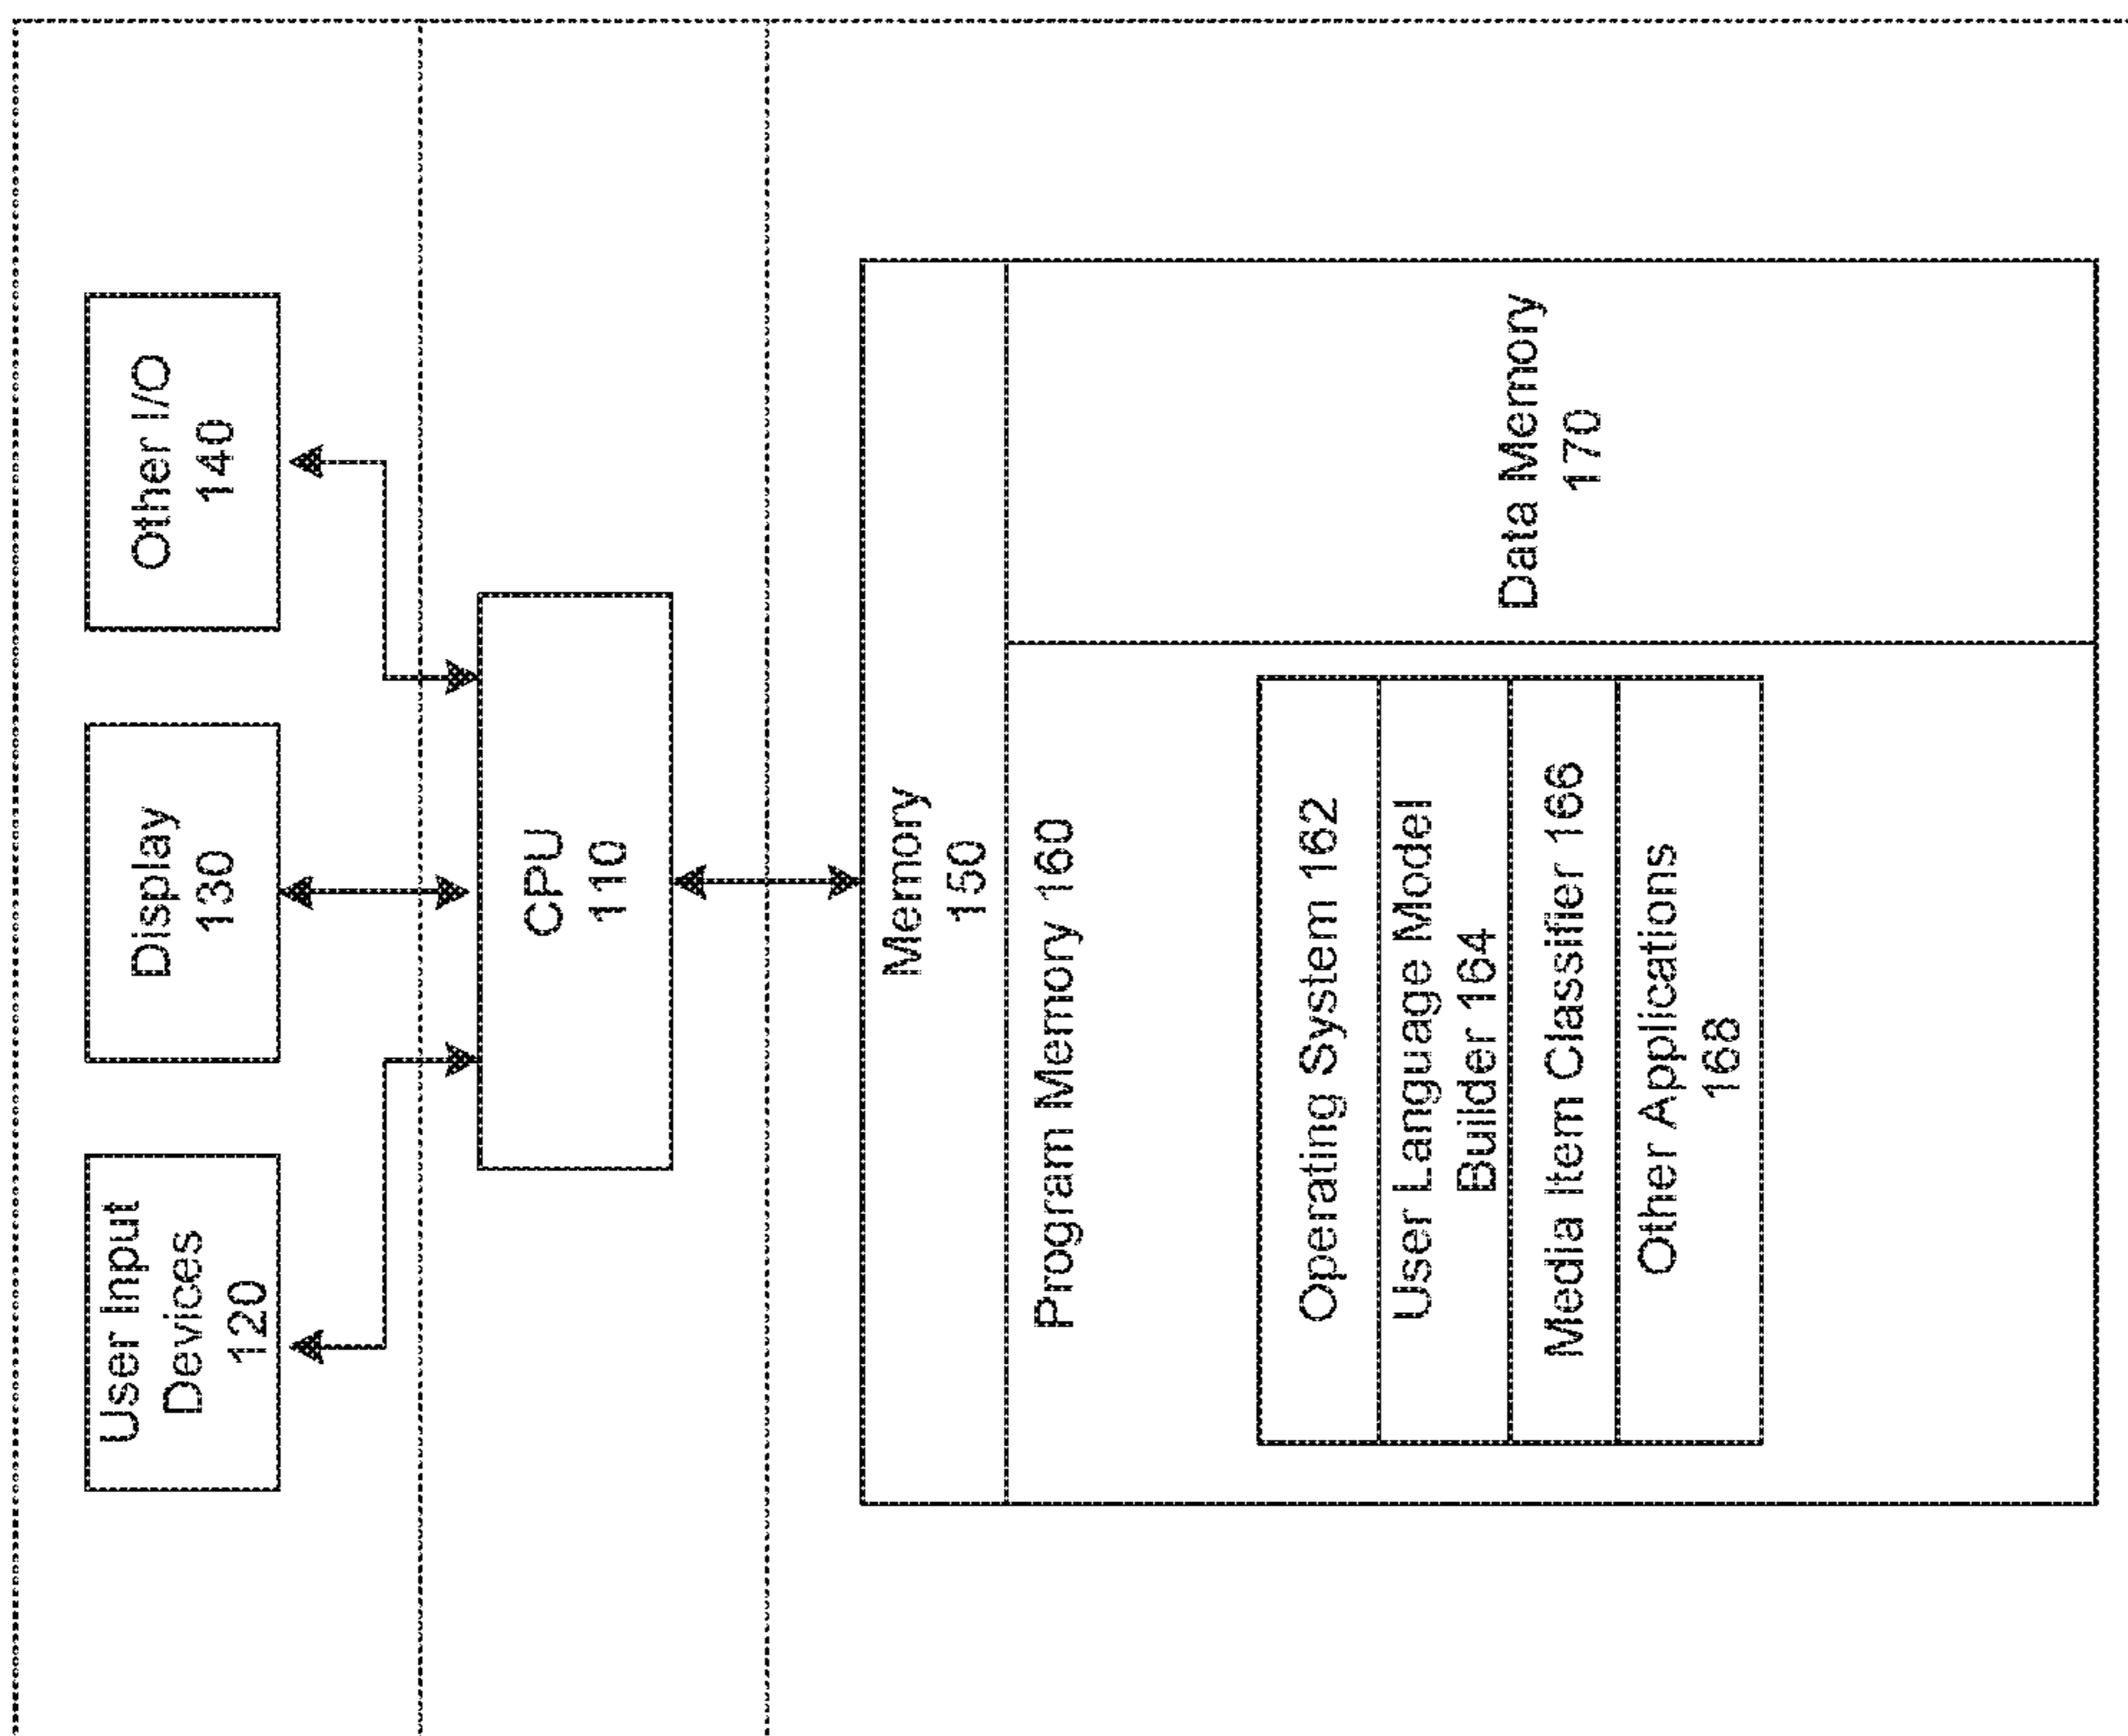 User Input
Devices
120
Display
130
Other I/O
140
CPU
110
Memory
150
Program Memory 160
Operating System 162
User Language Model
Builder 164
Media Item Classifier 166
Other Applications
168
Data Memory
170